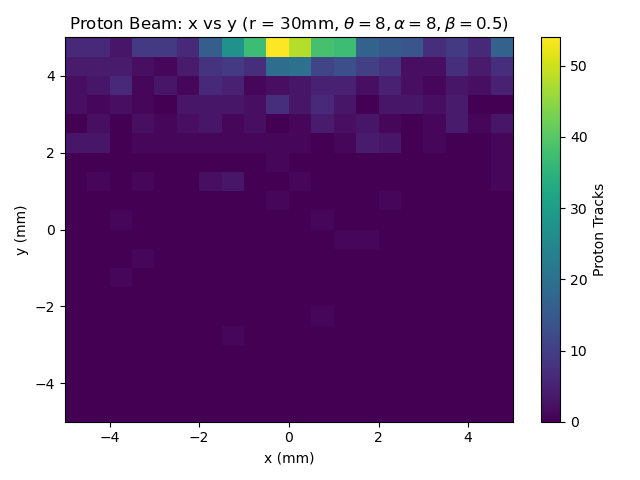 Proton Beam: x vs y (r = 30mm, θ = 8, α = 8, β = 0.5)
4
2
0
−2
−4
y (mm)
−4 −2 0 2 4
x (mm)
50
40
30
20
10
0
Proton Tracks